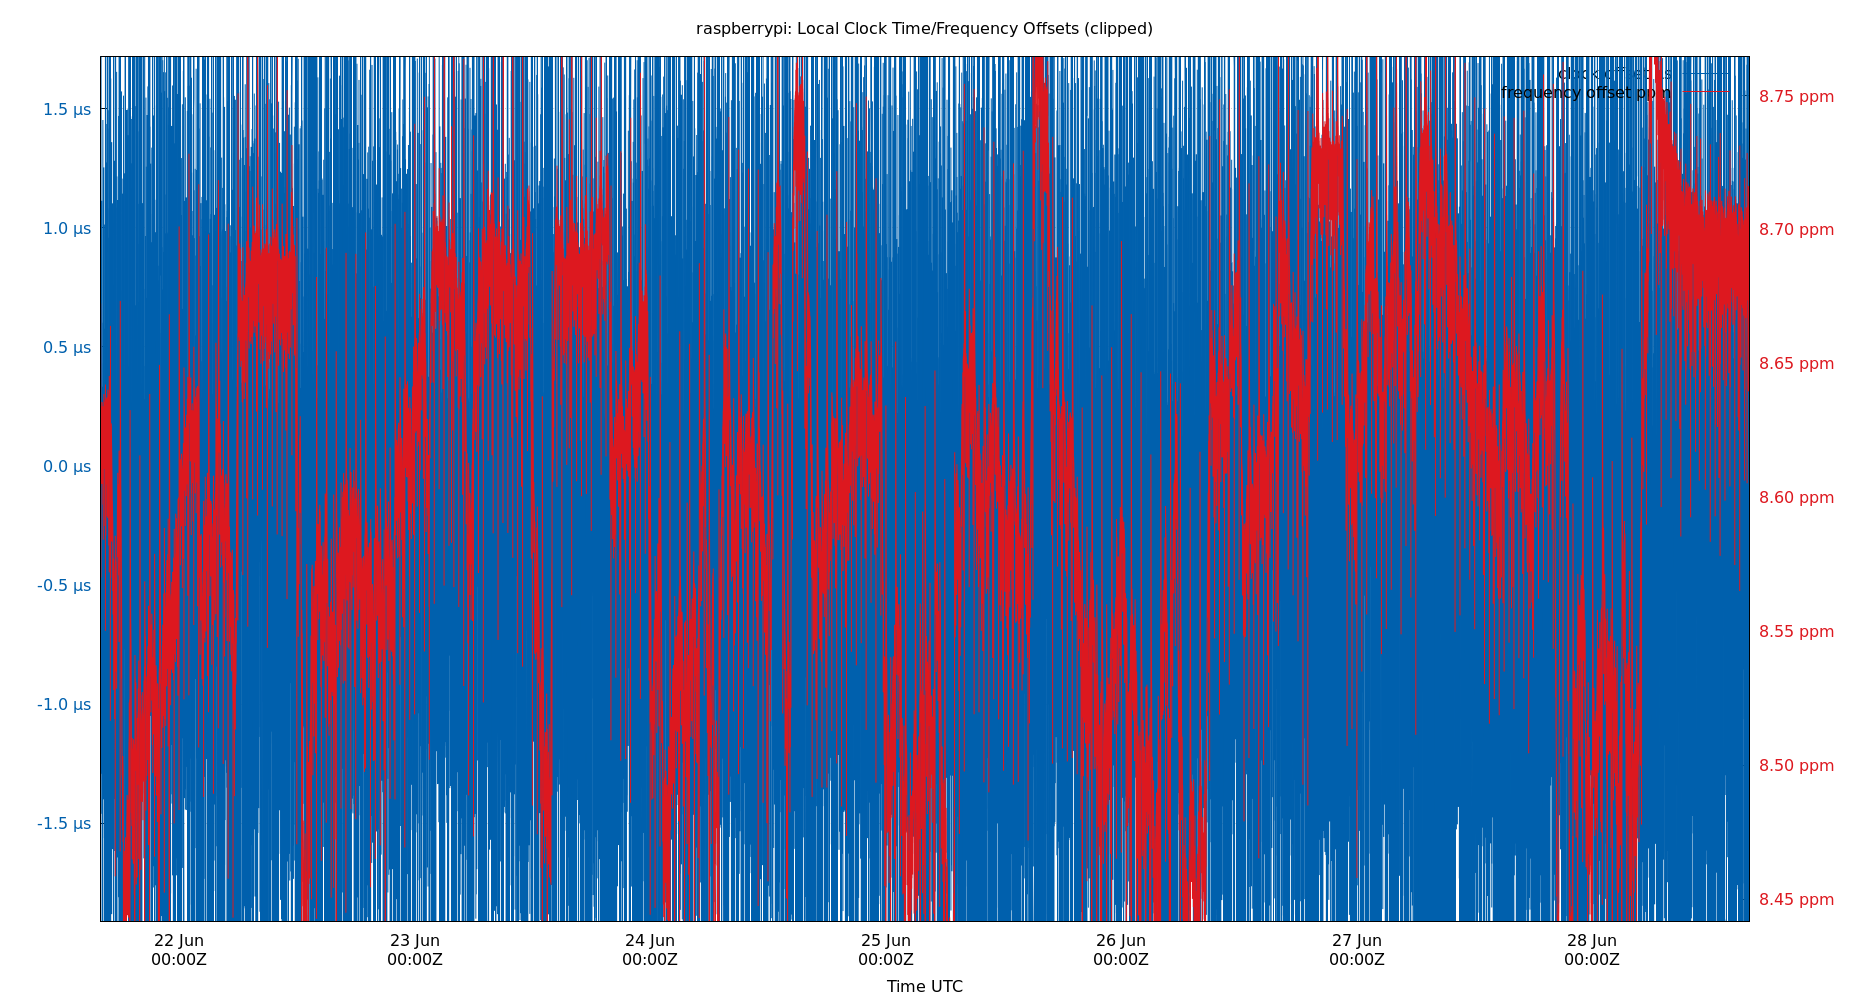 raspberrypi: Local Clock Time/Frequency Offsets (clipped)
clock offset µs
frequency offset ppm
1.5 µs
1.0 µs
0.5 µs
0.0 µs
-0.5 µs
-1.0 µs
-1.5 µs
8.75 ppm
8.70 ppm
8.65 ppm
8.60 ppm
8.55 ppm
8.50 ppm
8.45 ppm
22 Jun
00:00Z
23 Jun
00:00Z
24 Jun
00:00Z
25 Jun
00:00Z
26 Jun
00:00Z
27 Jun
00:00Z
28 Jun
00:00Z
Time UTC